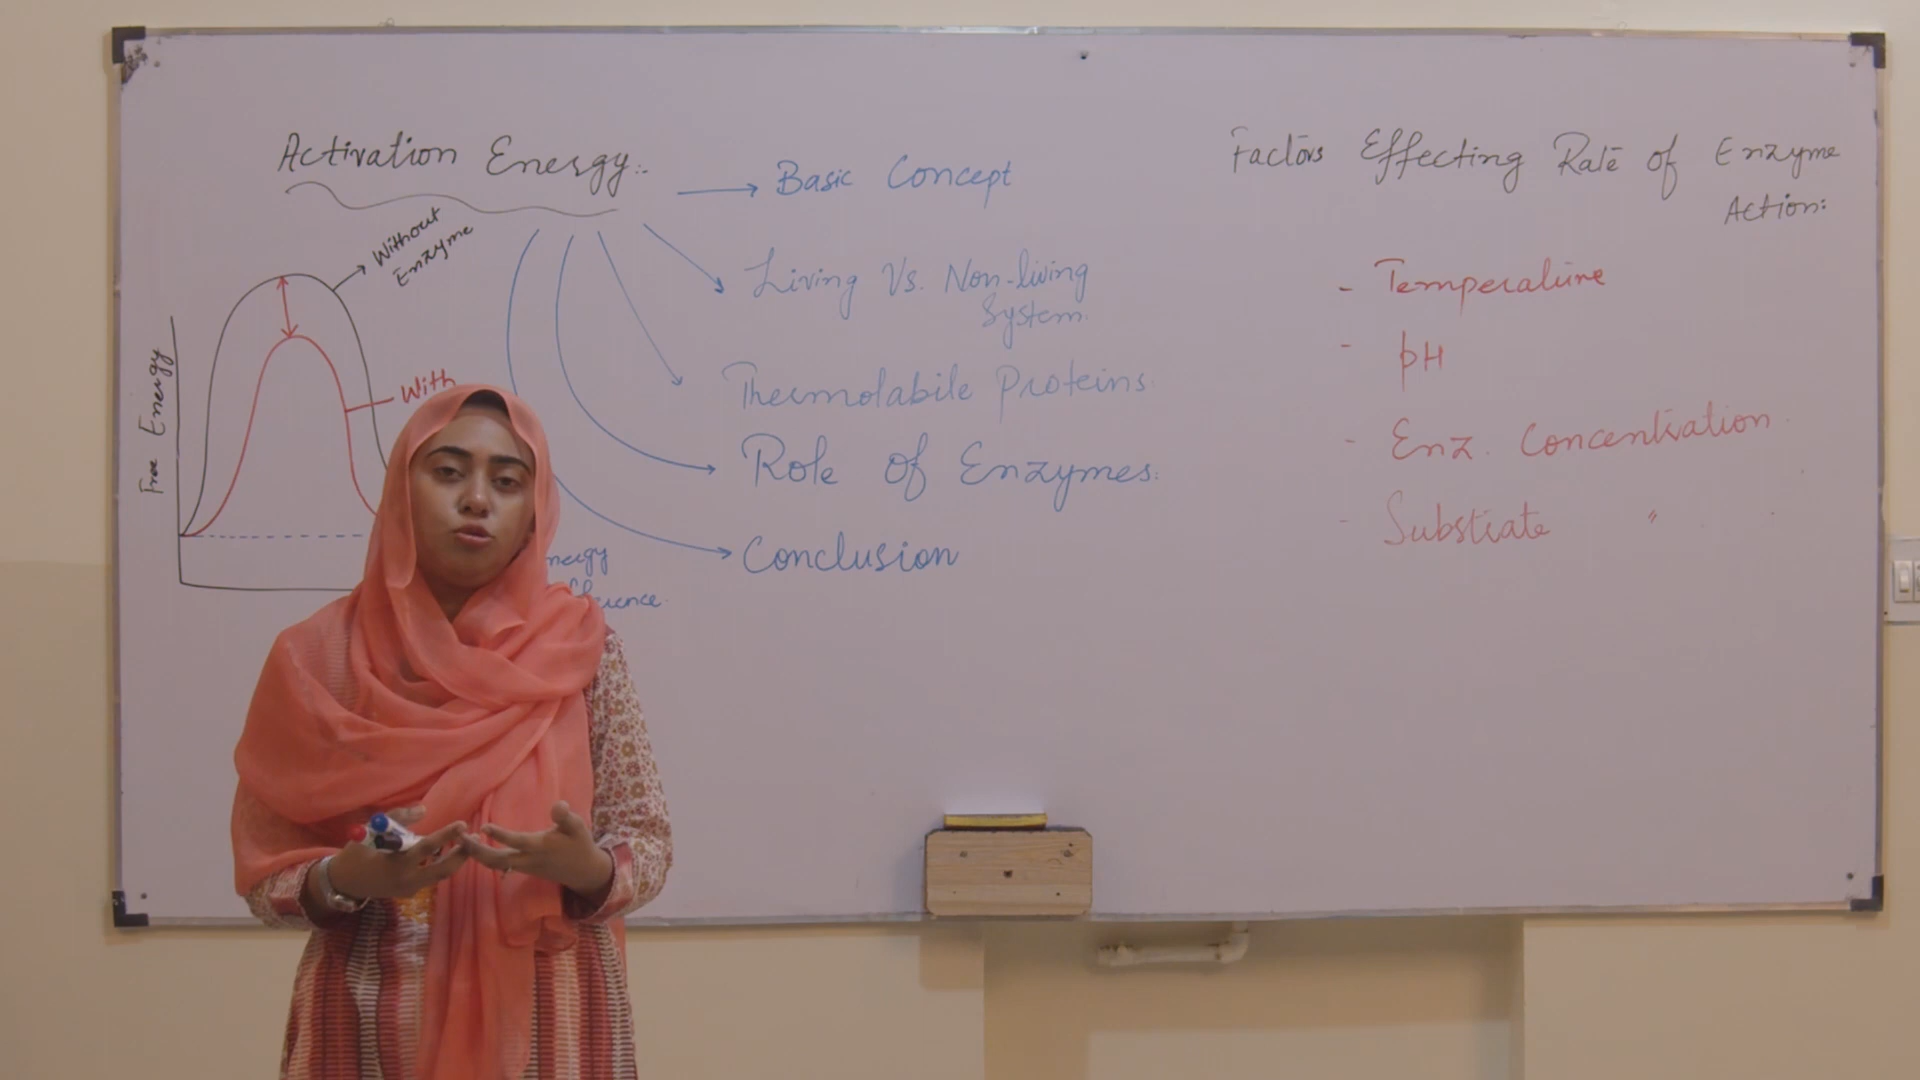 Activation Energy:-
Without
Enzyme
With
Free Energy
Basic Concept
Living Vs. Non-living
System.
Thermolabile Proteins.
Role of Enzymes:
Conclusion
Factors Effecting Rate of Enzyme
Action:
- Temperature
- pH
- Enz. Concentration
- Substrate "